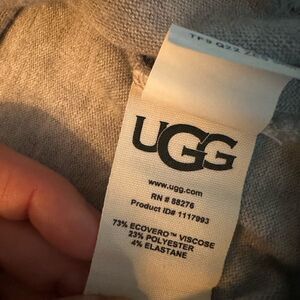 UGG
www.ugg.com
RN # 88276
Product ID# 1117993
73% ECOVERO™ VISCOSE
23% POLYESTER
4% ELASTANE